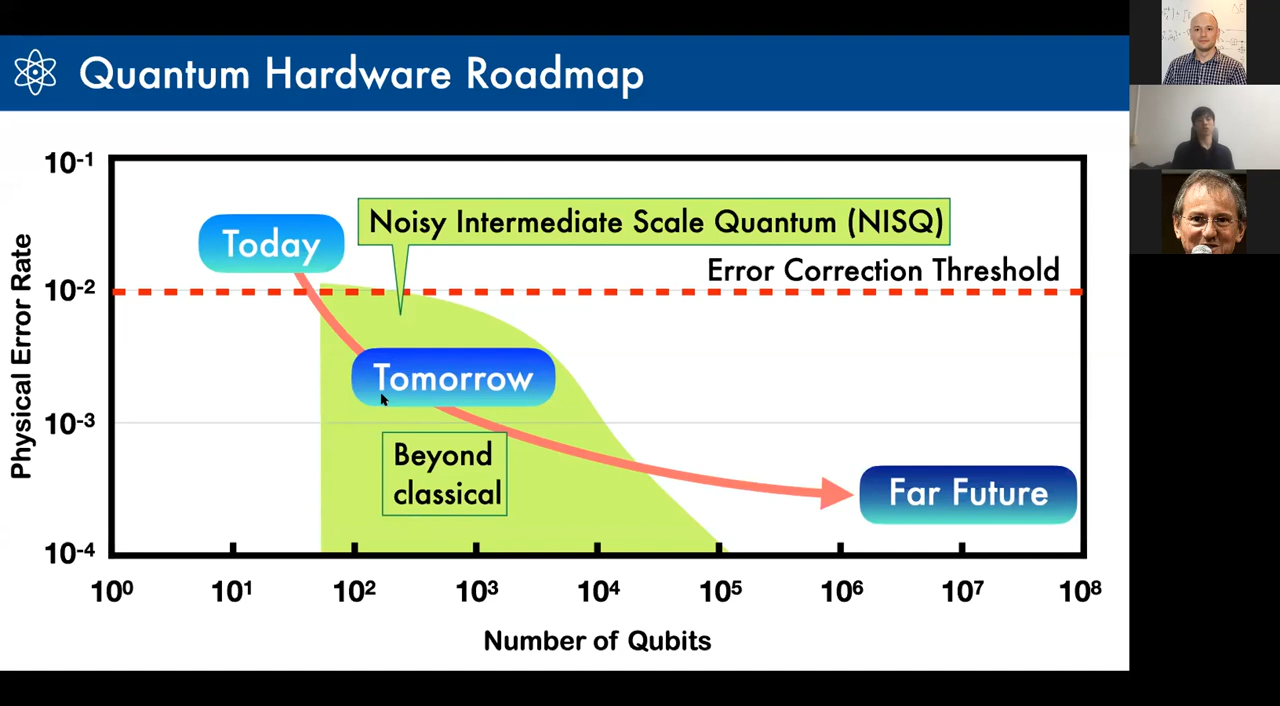 Quantum Hardware Roadmap
10⁻¹
Noisy Intermediate Scale Quantum (NISQ)
Today
Error Correction Threshold
10⁻²
Physical Error Rate
Tomorrow
10⁻³
Beyond
classical
Far Future
10⁻⁴
10⁰ 10¹ 10² 10³ 10⁴ 10⁵ 10⁶ 10⁷ 10⁸
Number of Qubits